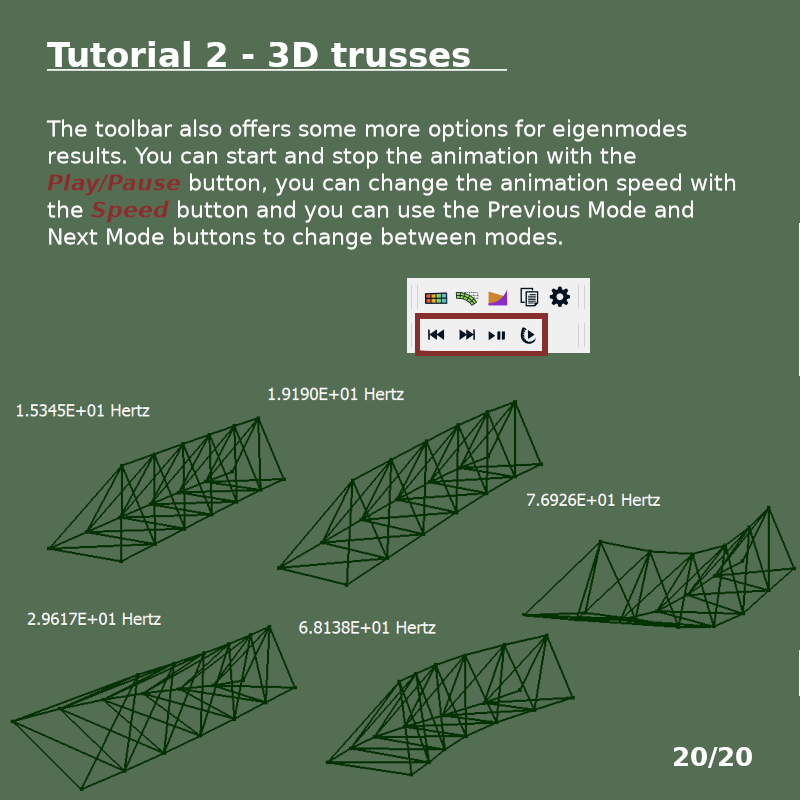 Tutorial 2 - 3D trusses
The toolbar also offers some more options for eigenmodes
results. You can start and stop the animation with the
Play/Pause button, you can change the animation speed with
the Speed button and you can use the Previous Mode and
Next Mode buttons to change between modes.
1.5345E+01 Hertz
1.9190E+01 Hertz
7.6926E+01 Hertz
2.9617E+01 Hertz
6.8138E+01 Hertz
20/20